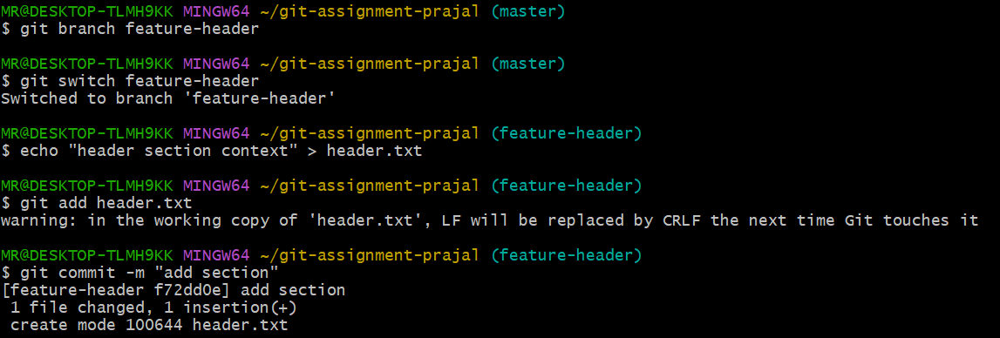 MR@DESKTOP-TLMH9KK MINGW64 ~/git-assignment-prajal (master)
$ git branch feature-header
MR@DESKTOP-TLMH9KK MINGW64 ~/git-assignment-prajal (master)
$ git switch feature-header
Switched to branch 'feature-header'
MR@DESKTOP-TLMH9KK MINGW64 ~/git-assignment-prajal (feature-header)
$ echo "header section context" > header.txt
MR@DESKTOP-TLMH9KK MINGW64 ~/git-assignment-prajal (feature-header)
$ git add header.txt
warning: in the working copy of 'header.txt', LF will be replaced by CRLF the next time Git touches it
MR@DESKTOP-TLMH9KK MINGW64 ~/git-assignment-prajal (feature-header)
$ git commit -m "add section"
[feature-header f72dd0e] add section
 1 file changed, 1 insertion(+)
 create mode 100644 header.txt